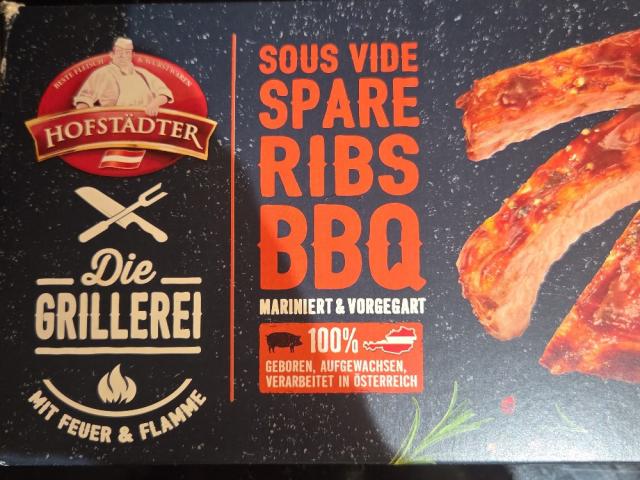 BESTE FLEISCH & WURSTWAREN
HOFSTÄDTER
Die
GRILLEREI
MIT FEUER & FLAMME
SOUS VIDE
SPARE
RIBS
BBQ
MARINIERT & VORGEGART
100%
GEBOREN, AUFGEWACHSEN,
VERARBEITET IN ÖSTERREICH